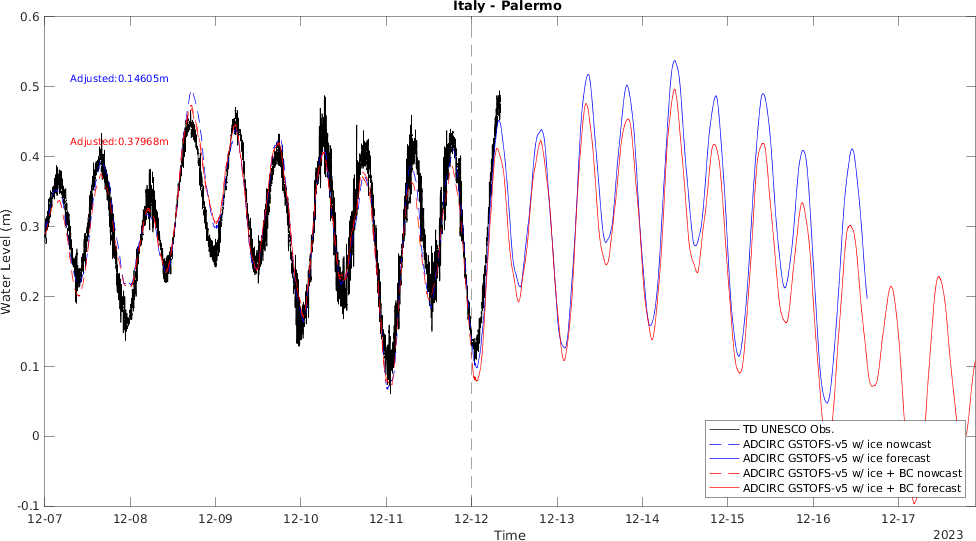 Italy - Palermo
0.6
0.5
0.4
0.3
0.2
0.1
0
-0.1
Water Level (m)
Adjusted:0.14605m
Adjusted:0.37968m
TD UNESCO Obs.
ADCIRC GSTOFS-v5 w/ ice nowcast
ADCIRC GSTOFS-v5 w/ ice forecast
ADCIRC GSTOFS-v5 w/ ice + BC nowcast
ADCIRC GSTOFS-v5 w/ ice + BC forecast
12-07 12-08 12-09 12-10 12-11 12-12 12-13 12-14 12-15 12-16 12-17
Time
2023